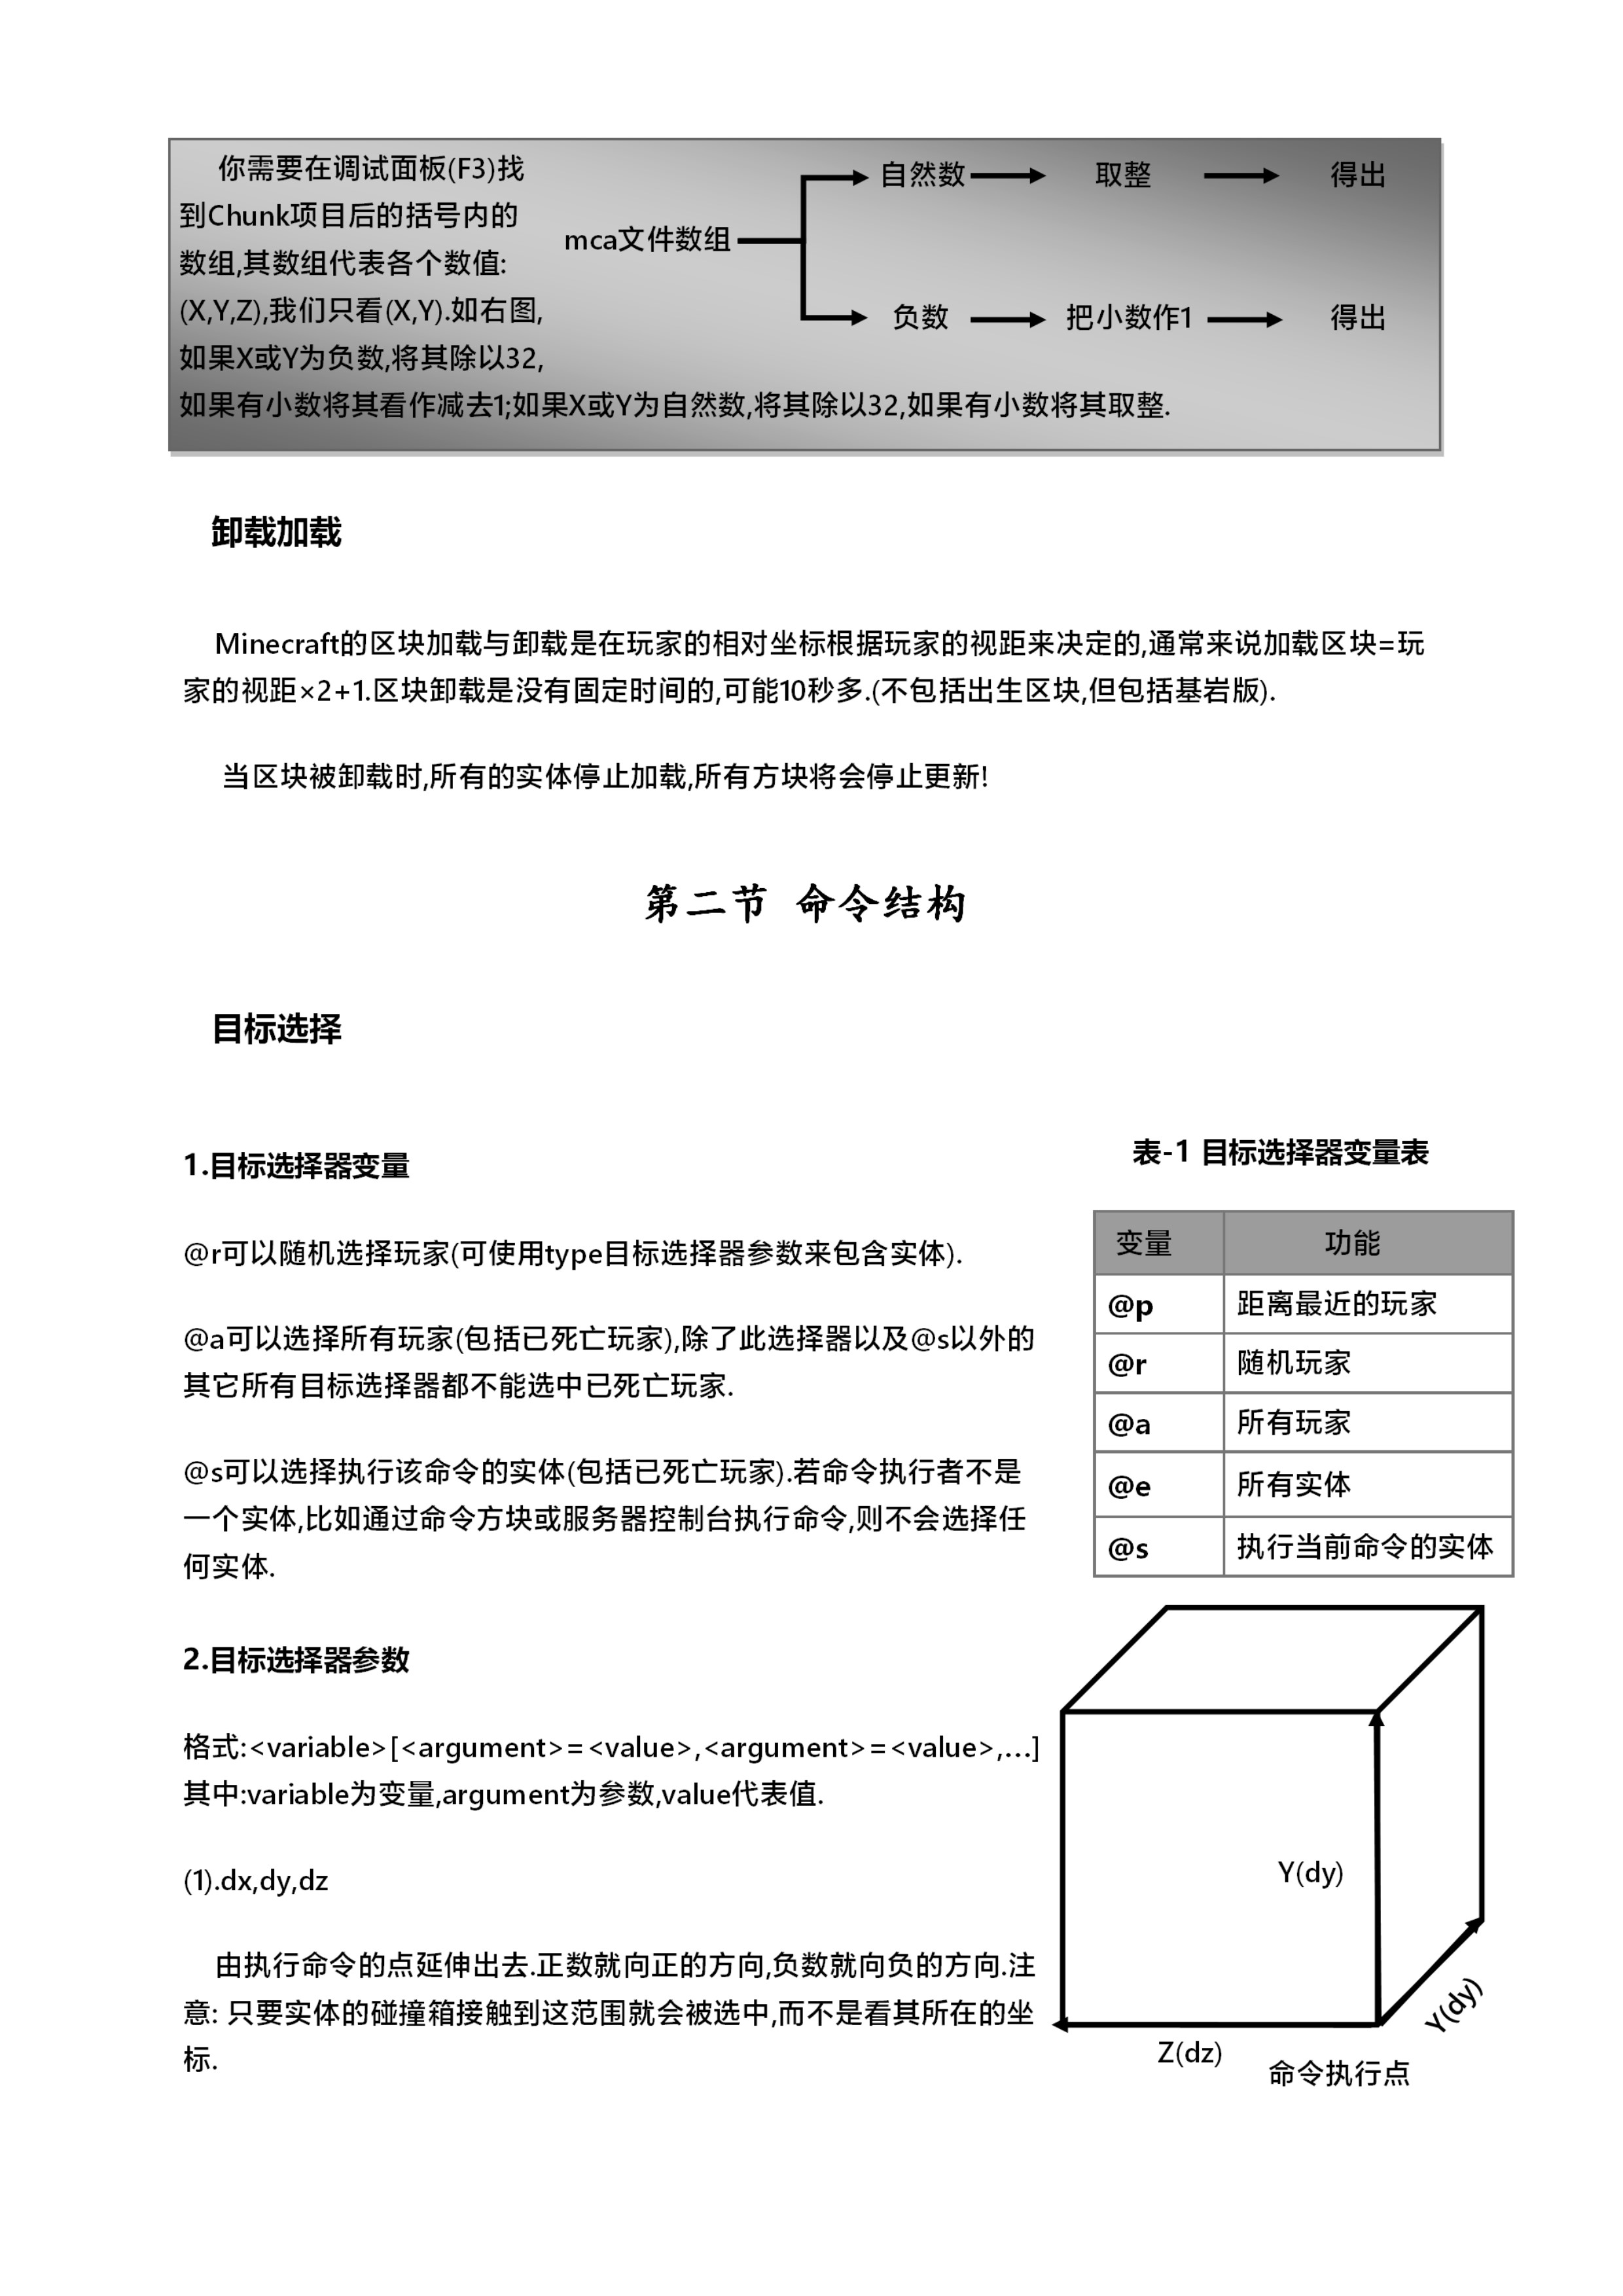 你需要在调试面板(F3)找
到Chunk项目后的括号内的
数组,其数组代表各个数值:
(X,Y,Z),我们只看(X,Y).如右图,
如果X或Y为负数,将其除以32,
如果有小数将其看作减去1;如果X或Y为自然数,将其除以32,如果有小数将其取整.
mca文件数组
自然数 取整 得出
负数 把小数作1 得出
卸载加载
Minecraft的区块加载与卸载是在玩家的相对坐标根据玩家的视距来决定的,通常来说加载区块=玩
家的视距×2+1.区块卸载是没有固定时间的,可能10秒多.(不包括出生区块,但包括基岩版).
当区块被卸载时,所有的实体停止加载,所有方块将会停止更新!
第二节 命令结构
目标选择
1.目标选择器变量
@r可以随机选择玩家(可使用type目标选择器参数来包含实体).
@a可以选择所有玩家(包括已死亡玩家),除了此选择器以及@s以外的
其它所有目标选择器都不能选中已死亡玩家.
@s可以选择执行该命令的实体(包括已死亡玩家).若命令执行者不是
一个实体,比如通过命令方块或服务器控制台执行命令,则不会选择任
何实体.
表-1 目标选择器变量表
变量 功能
@p 距离最近的玩家
@r 随机玩家
@a 所有玩家
@e 所有实体
@s 执行当前命令的实体
2.目标选择器参数
格式:<variable>[<argument>=<value>,<argument>=<value>,…]
其中:variable为变量,argument为参数,value代表值.
(1).dx,dy,dz
由执行命令的点延伸出去.正数就向正的方向,负数就向负的方向.注
意: 只要实体的碰撞箱接触到这范围就会被选中,而不是看其所在的坐
标.
Y(dy)
Y(dy)
Z(dz)
命令执行点